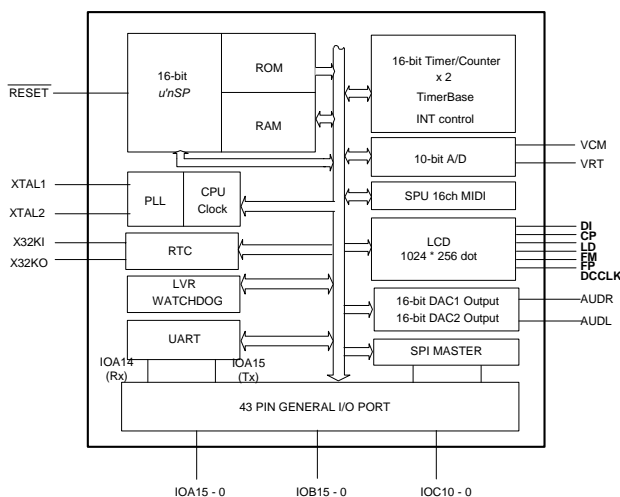 RESET
16-bit
u'nSP
ROM
RAM
16-bit Timer/Counter
x 2
TimerBase
INT control
10-bit A/D
VCM
VRT
SPU 16ch MIDI
XTAL1
XTAL2
PLL
CPU
Clock
X32KI
X32KO
RTC
LCD
1024 * 256 dot
DI
CP
LD
FM
FP
DCCLK
LVR
WATCHDOG
16-bit DAC1 Output
16-bit DAC2 Output
AUDR
AUDL
UART
SPI MASTER
IOA14
(Rx)
IOA15
(Tx)
43 PIN GENERAL I/O PORT
IOA15 - 0
IOB15 - 0
IOC10 - 0